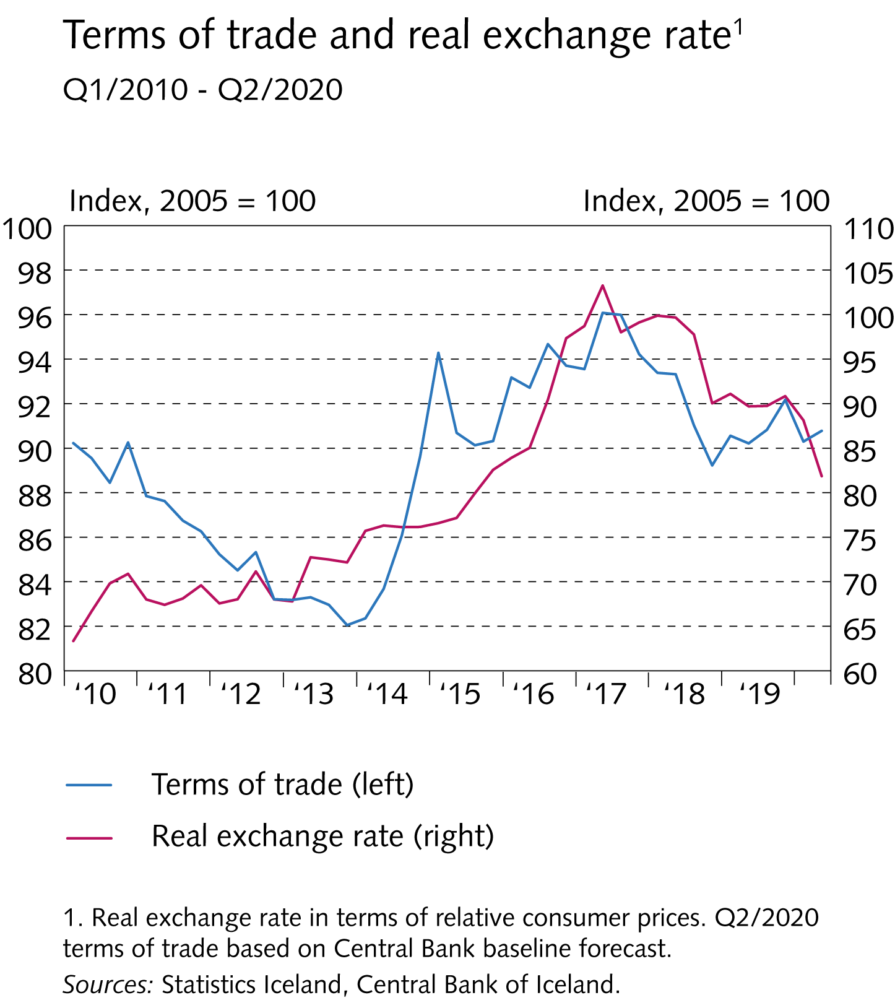 Terms of trade and real exchange rate¹
Q1/2010 - Q2/2020
Index, 2005 = 100 Index, 2005 = 100
100 110
98 105
96 100
94 95
92 90
90 85
88 80
86 75
84 70
82 65
80 60
‘10 ‘11 ‘12 ‘13 ‘14 ‘15 ‘16 ‘17 ‘18 ‘19
Terms of trade (left)
Real exchange rate (right)
1. Real exchange rate in terms of relative consumer prices. Q2/2020
terms of trade based on Central Bank baseline forecast.
Sources: Statistics Iceland, Central Bank of Iceland.